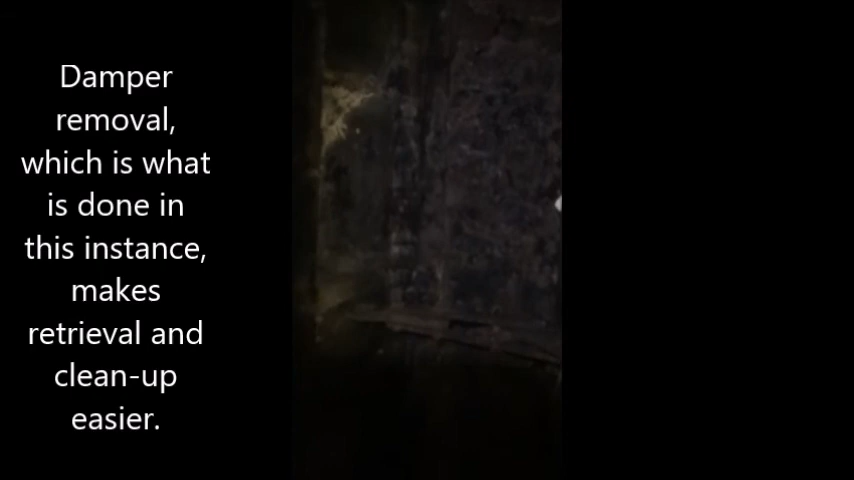 Damper
removal,
which is what
is done in
this instance,
makes
retrieval and
clean-up
easier.